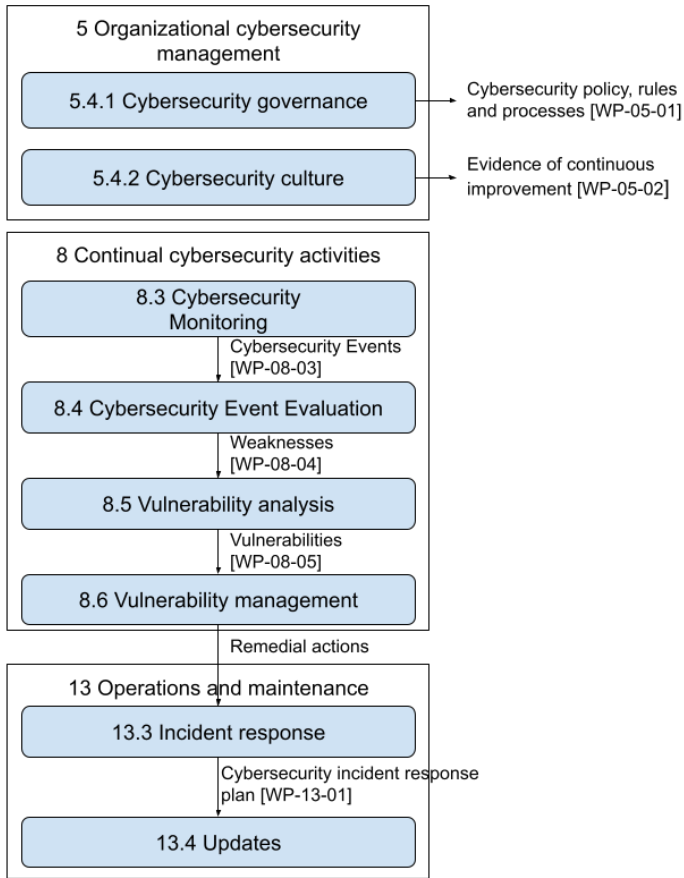 5 Organizational cybersecurity
management
5.4.1 Cybersecurity governance
Cybersecurity policy, rules
and processes [WP-05-01]
5.4.2 Cybersecurity culture
Evidence of continuous
improvement [WP-05-02]
8 Continual cybersecurity activities
8.3 Cybersecurity
Monitoring
Cybersecurity Events
[WP-08-03]
8.4 Cybersecurity Event Evaluation
Weaknesses
[WP-08-04]
8.5 Vulnerability analysis
Vulnerabilities
[WP-08-05]
8.6 Vulnerability management
Remedial actions
13 Operations and maintenance
13.3 Incident response
Cybersecurity incident response
plan [WP-13-01]
13.4 Updates